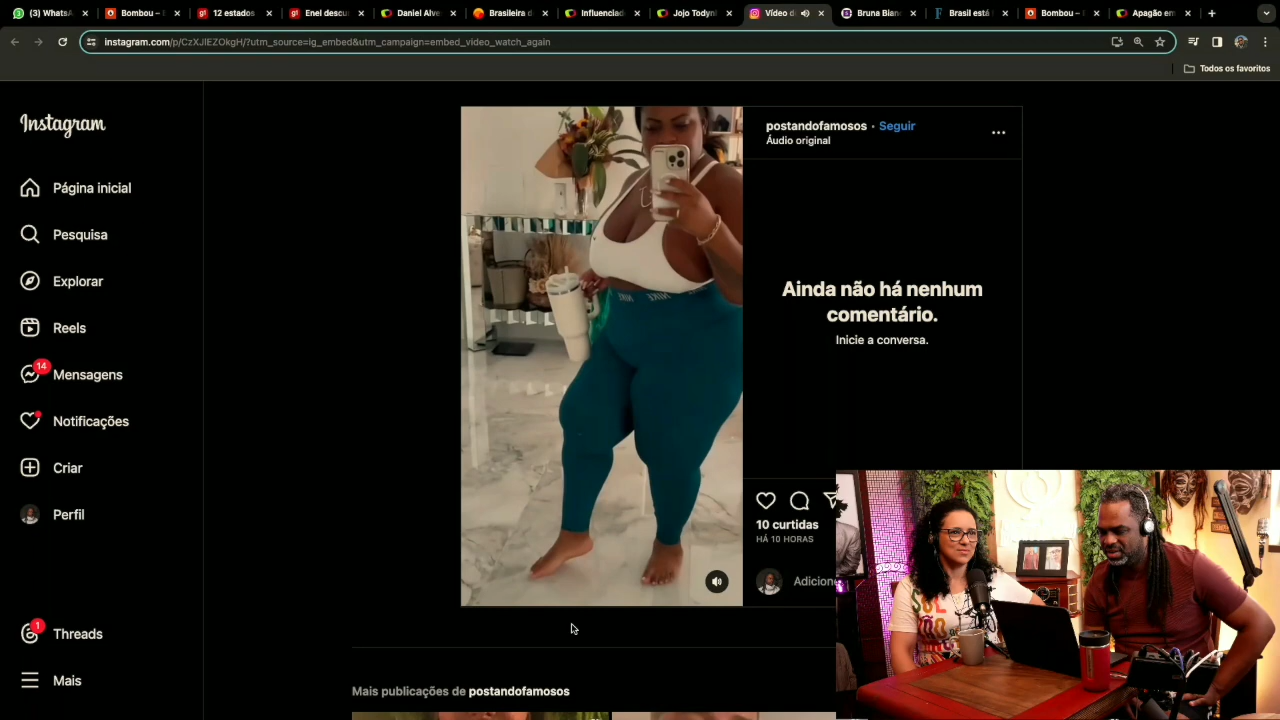 (3) WhatsA
Bombou – l
12 estados
Enel descu
Daniel Alve
Brasileira d
Influenciad
Jojo Todyn
Vídeo d
Bruna Bian
Brasil está
Bombou – l
Apagão em
instagram.com/p/CzXJlEZOkgH/?utm_source=ig_embed&utm_campaign=embed_video_watch_again
Todos os favoritos
Instagram
Página inicial
Pesquisa
Explorar
Reels
14
Mensagens
Notificações
Criar
Perfil
1
Threads
Mais
NIKE
postandofamosos • Seguir
Áudio original
Ainda não há nenhum
comentário.
Inicie a conversa.
10 curtidas
HÁ 10 HORAS
Adicione
Mais publicações de postandofamosos